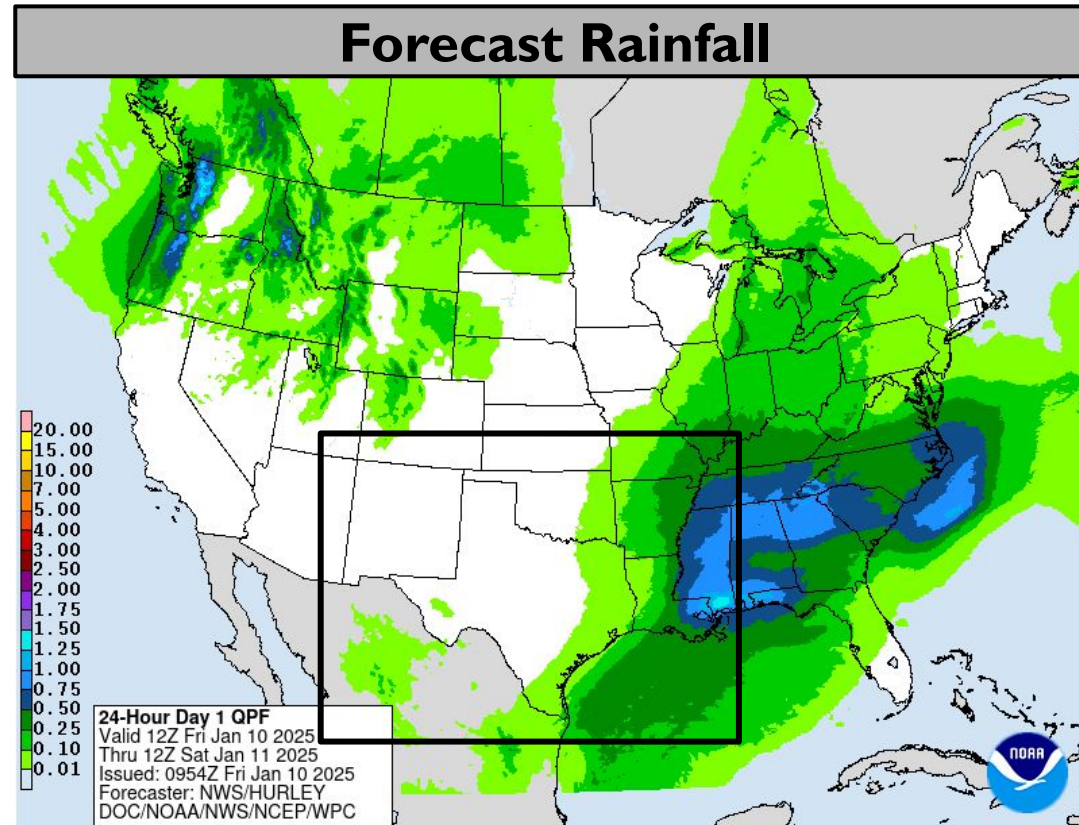 Forecast Rainfall
20.00
15.00
10.00
7.00
5.00
4.00
3.00
2.50
2.00
1.75
1.50
1.25
1.00
0.75
0.50
0.25
0.10
0.01
24-Hour Day 1 QPF
Valid 12Z Fri Jan 10 2025
Thru 12Z Sat Jan 11 2025
Issued: 0954Z Fri Jan 10 2025
Forecaster: NWS/HURLEY
DOC/NOAA/NWS/NCEP/WPC
NOAA